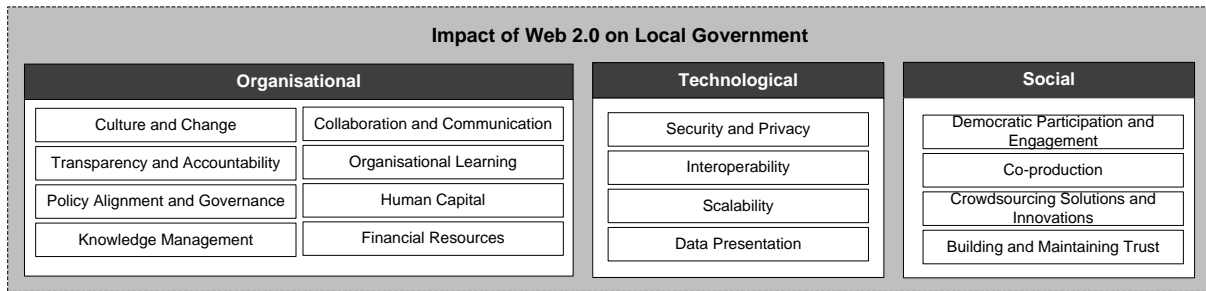 Impact of Web 2.0 on Local Government
Organisational
Culture and Change
Transparency and Accountability
Policy Alignment and Governance
Knowledge Management
Collaboration and Communication
Organisational Learning
Human Capital
Financial Resources
Technological
Security and Privacy
Interoperability
Scalability
Data Presentation
Social
Democratic Participation and
Engagement
Co-production
Crowdsourcing Solutions and
Innovations
Building and Maintaining Trust